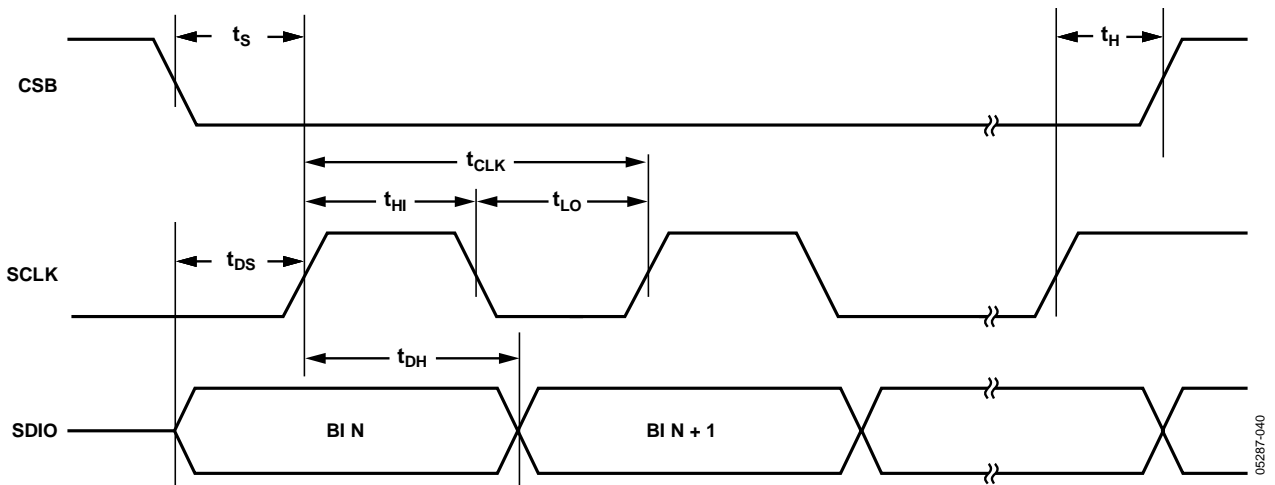 tS
tH
CSB
tCLK
tHI
tLO
tDS
SCLK
tDH
SDIO
BI N
BI N + 1
05287-040